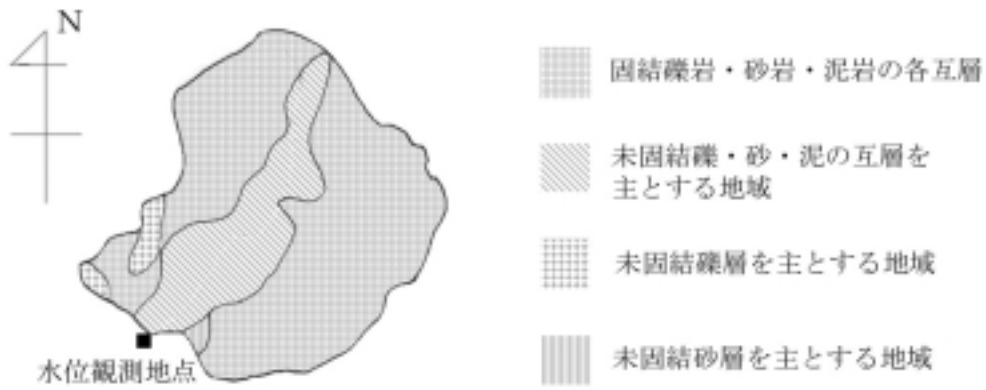 N
固結礫岩・砂岩・泥岩の各互層
未固結礫・砂・泥の互層を
主とする地域
未固結礫層を主とする地域
未固結砂層を主とする地域
水位観測地点